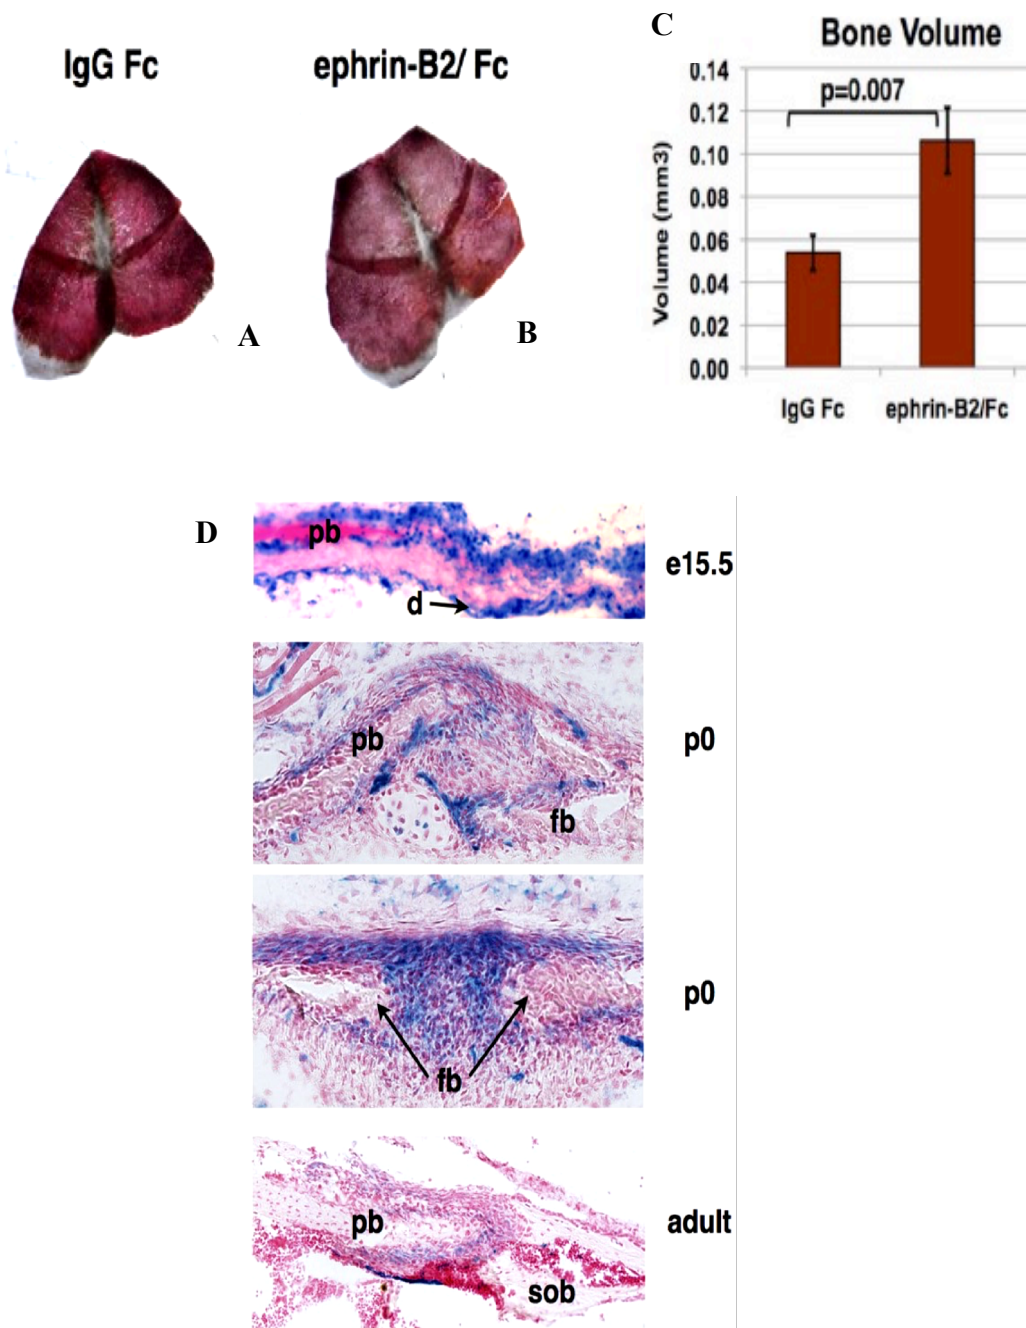 IgG Fc
ephrin-B2/ Fc
A
B
C
Bone Volume
p=0.007
Volume (mm3)
0.14
0.12
0.10
0.08
0.06
0.04
0.02
0.00
IgG Fc
ephrin-B2/Fc
D
pb
d
e15.5
pb
fb
p0
fb
p0
pb
sob
adult